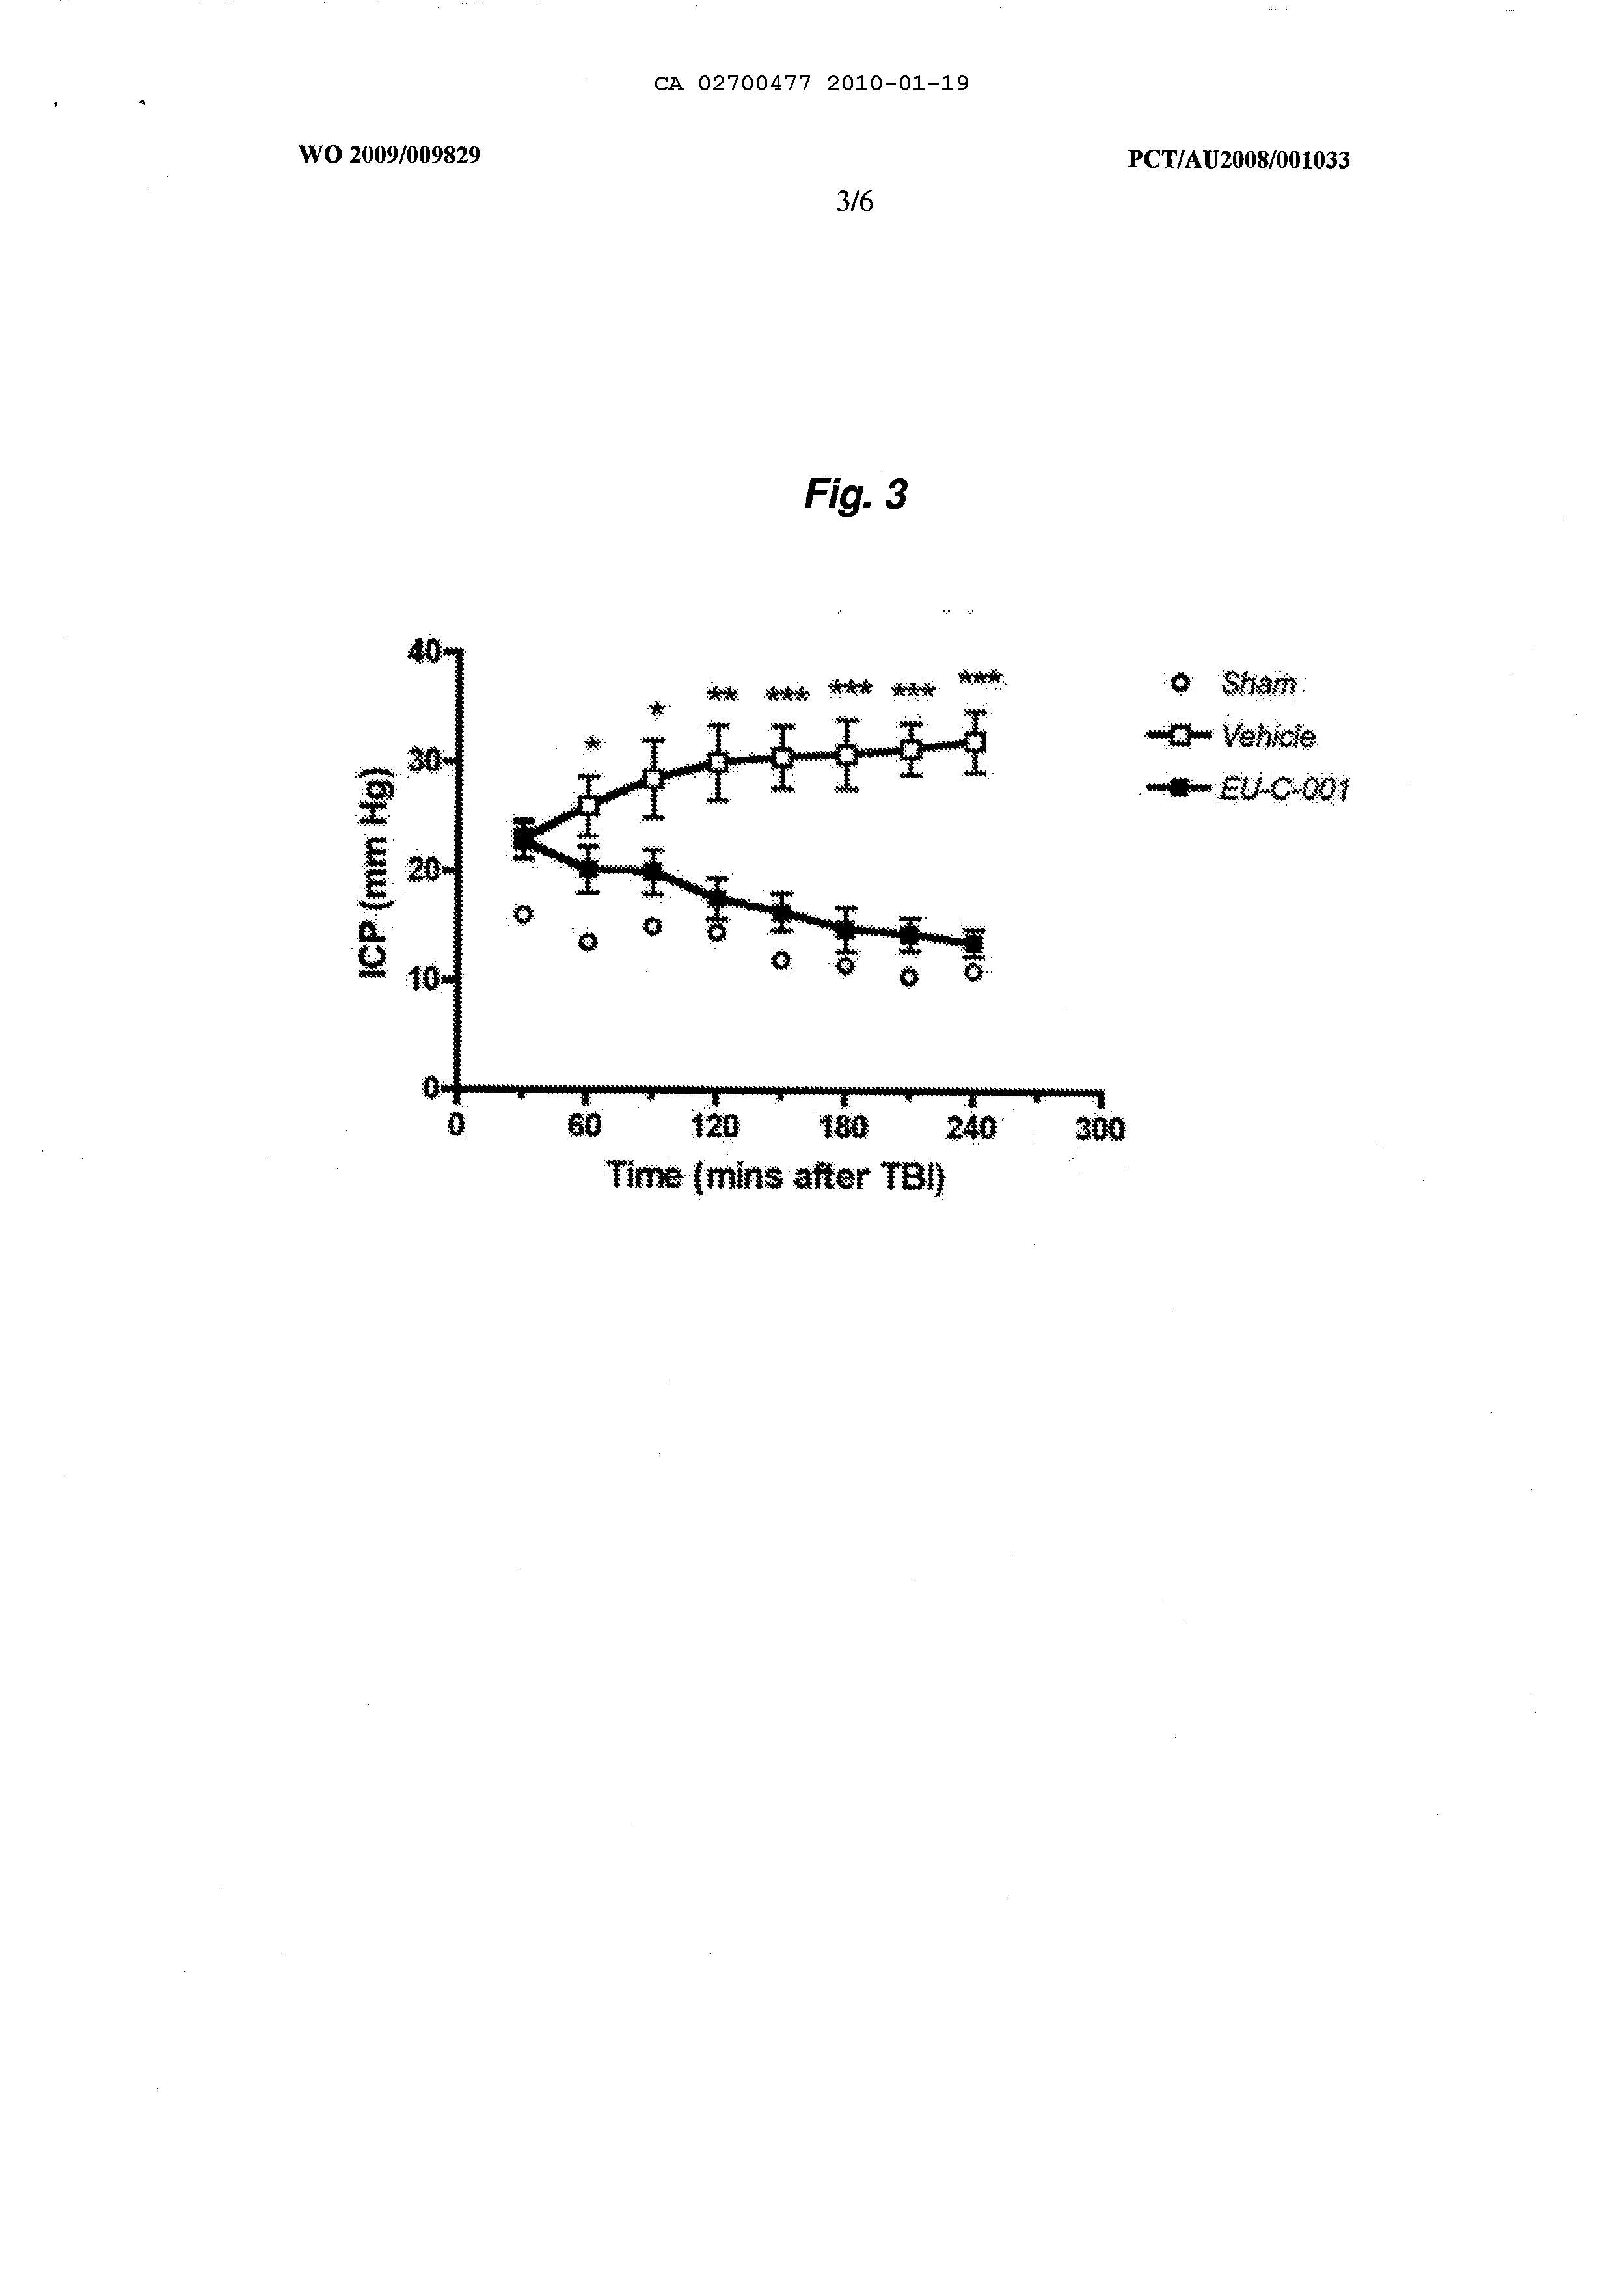 CA 02700477 2010-01-19
WO 2009/009829
PCT/AU2008/001033
3/6
Fig. 3
40
30
20
10
0
ICP (mm Hg)
*
*
**
***
***
***
***
Sham
Vehicle
EU-C-001
0
60
120
180
240
300
Time (mins after TBI)